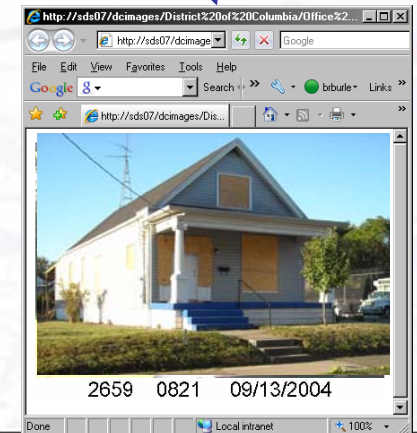 http://sds07/dcimages/District%20of%20Columbia/Office%2...
http://sds07/dcimage
Google
File Edit View Favorites Tools Help
Google Search » brburle Links »
http://sds07/dcimages/Dis... »
2659 0821 09/13/2004
Done Local intranet 100%